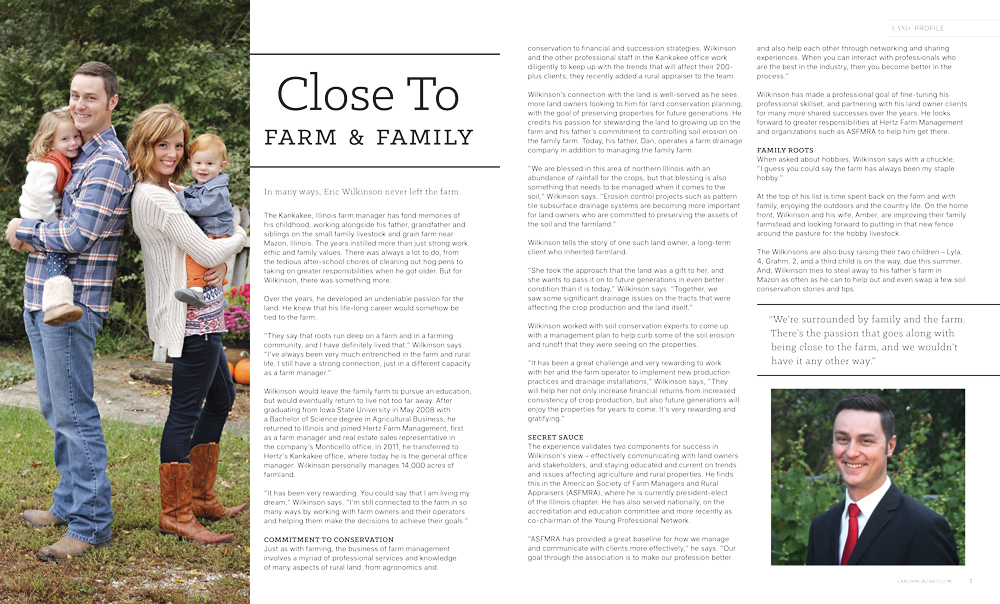 LAND PROFILE
Close To
FARM & FAMILY
In many ways, Eric Wilkinson never left the farm.
The Kankakee, Illinois farm manager has fond memories of
his childhood, working alongside his father, grandfather and
siblings on the small family livestock and grain farm near
Mazon, Illinois. The years instilled more than just strong work
ethic and family values. There was always a lot to do, from
the tedious after-school chores of cleaning out hog pens to
taking on greater responsibilities when he got older. But for
Wilkinson, there was something more.
Over the years, he developed an undeniable passion for the
land. He knew that his life-long career would somehow be
tied to the farm.
"They say that roots run deep on a farm and in a farming
community, and I have definitely lived that," Wilkinson says.
"I've always been very much entrenched in the farm and rural
life. I still have a strong connection, just in a different capacity
as a farm manager."
Wilkinson would leave the family farm to pursue an education,
but would eventually return to live not too far away. After
graduating from Iowa State University in May 2008 with
a Bachelor of Science degree in Agricultural Business, he
returned to Illinois and joined Hertz Farm Management, first
as a farm manager and real estate sales representative in
the company's Monticello office. In 2011, he transferred to
Hertz's Kankakee office, where today he is the general office
manager. Wilkinson personally manages 14,000 acres of
farmland.
"It has been very rewarding. You could say that I am living my
dream," Wilkinson says. "I'm still connected to the farm in so
many ways by working with farm owners and their operators
and helping them make the decisions to achieve their goals."
COMMITMENT TO CONSERVATION
Just as with farming, the business of farm management
involves a myriad of professional services and knowledge
of many aspects of rural land, from agronomics and
conservation to financial and succession strategies. Wilkinson
and the other professional staff in the Kankakee office work
diligently to keep up with the trends that will affect their 200-
plus clients; they recently added a rural appraiser to the team.
Wilkinson's connection with the land is well-served as he sees
more land owners looking to him for land conservation planning,
with the goal of preserving properties for future generations. He
credits his passion for stewarding the land to growing up on the
farm and his father's commitment to controlling soil erosion on
the family farm. Today, his father, Dan, operates a farm drainage
company in addition to managing the family farm.
"We are blessed in this area of northern Illinois with an
abundance of rainfall for the crops, but that blessing is also
something that needs to be managed when it comes to the
soil," Wilkinson says. "Erosion control projects such as pattern
tile subsurface drainage systems are becoming more important
for land owners who are committed to preserving the assets of
the soil and the farmland."
Wilkinson tells the story of one such land owner, a long-term
client who inherited farmland.
"She took the approach that the land was a gift to her, and
she wants to pass it on to future generations in even better
condition than it is today," Wilkinson says. "Together, we
saw some significant drainage issues on the tracts that were
affecting the crop production and the land itself."
Wilkinson worked with soil conservation experts to come up
with a management plan to help curb some of the soil erosion
and runoff that they were seeing on the properties.
"It has been a great challenge and very rewarding to work
with her and the farm operator to implement new production
practices and drainage installations," Wilkinson says, "They
will help her not only increase financial returns from increased
consistency of crop production, but also future generations will
enjoy the properties for years to come. It's very rewarding and
gratifying."
SECRET SAUCE
The experience validates two components for success in
Wilkinson's view – effectively communicating with land owners
and stakeholders, and staying educated and current on trends
and issues affecting agriculture and rural properties. He finds
this in the American Society of Farm Managers and Rural
Appraisers (ASFMRA), where he is currently president-elect
of the Illinois chapter. He has also served nationally, on the
accreditation and education committee and more recently as
co-chairman of the Young Professional Network.
"ASFMRA has provided a great baseline for how we manage
and communicate with clients more effectively," he says. "Our
goal through the association is to make our profession better
and also help each other through networking and sharing
experiences. When you can interact with professionals who
are the best in the industry, then you become better in the
process."
Wilkinson has made a professional goal of fine-tuning his
professional skillset, and partnering with his land owner clients
for many more shared successes over the years. He looks
forward to greater responsibilities at Hertz Farm Management
and organizations such as ASFMRA to help him get there.
FAMILY ROOTS
When asked about hobbies, Wilkinson says with a chuckle,
"I guess you could say the farm has always been my staple
hobby."
At the top of his list is time spent back on the farm and with
family, enjoying the outdoors and the country life. On the home
front, Wilkinson and his wife, Amber, are improving their family
farmstead and looking forward to putting in that new fence
around the pasture for the hobby livestock.
The Wilkinsons are also busy raising their two children – Lyla,
4, Grahm, 2, and a third child is on the way, due this summer.
And, Wilkinson tries to steal away to his father's farm in
Mazon as often as he can to help out and even swap a few soil
conservation stories and tips.
"We're surrounded by family and the farm.
There's the passion that goes along with
being close to the farm, and we wouldn't
have it any other way."
LANDMAGAZINES.COM